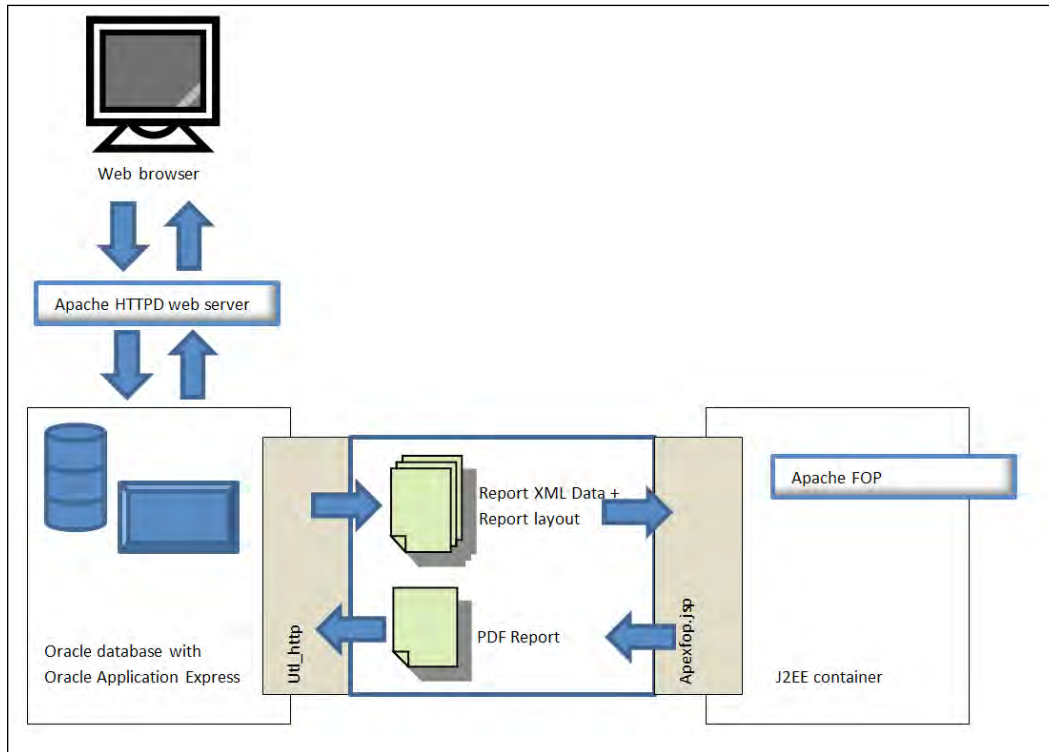 Web browser
Apache HTTPD web server
Apache FOP
Report XML Data +
Report layout
PDF Report
Utl_http
Apexfop.jsp
Oracle database with
Oracle Application Express
J2EE container